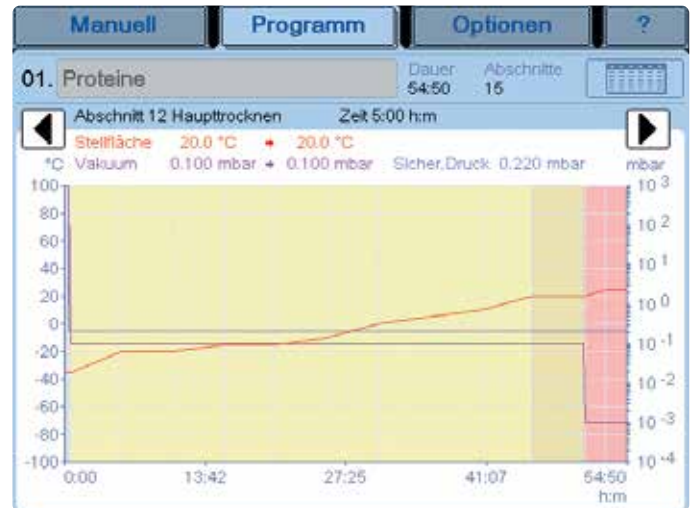 Manuell Programm Optionen ?
01. Proteine Dauer 54:50 Abschnitte 15
Abschnitt 12 Haupttrocknen Zeit 5:00 h:m
Stellfläche 20.0 °C → 20.0 °C
°C Vakuum 0.100 mbar → 0.100 mbar Sicher.Druck 0.220 mbar mbar
100 10 3
80
60 10 2
40 10 1
20 10 0
0
-20 10 -1
-40 10 -2
-60 10 -3
-80
-100 10 -4
0:00 13:42 27:25 41:07 54:50
h:m